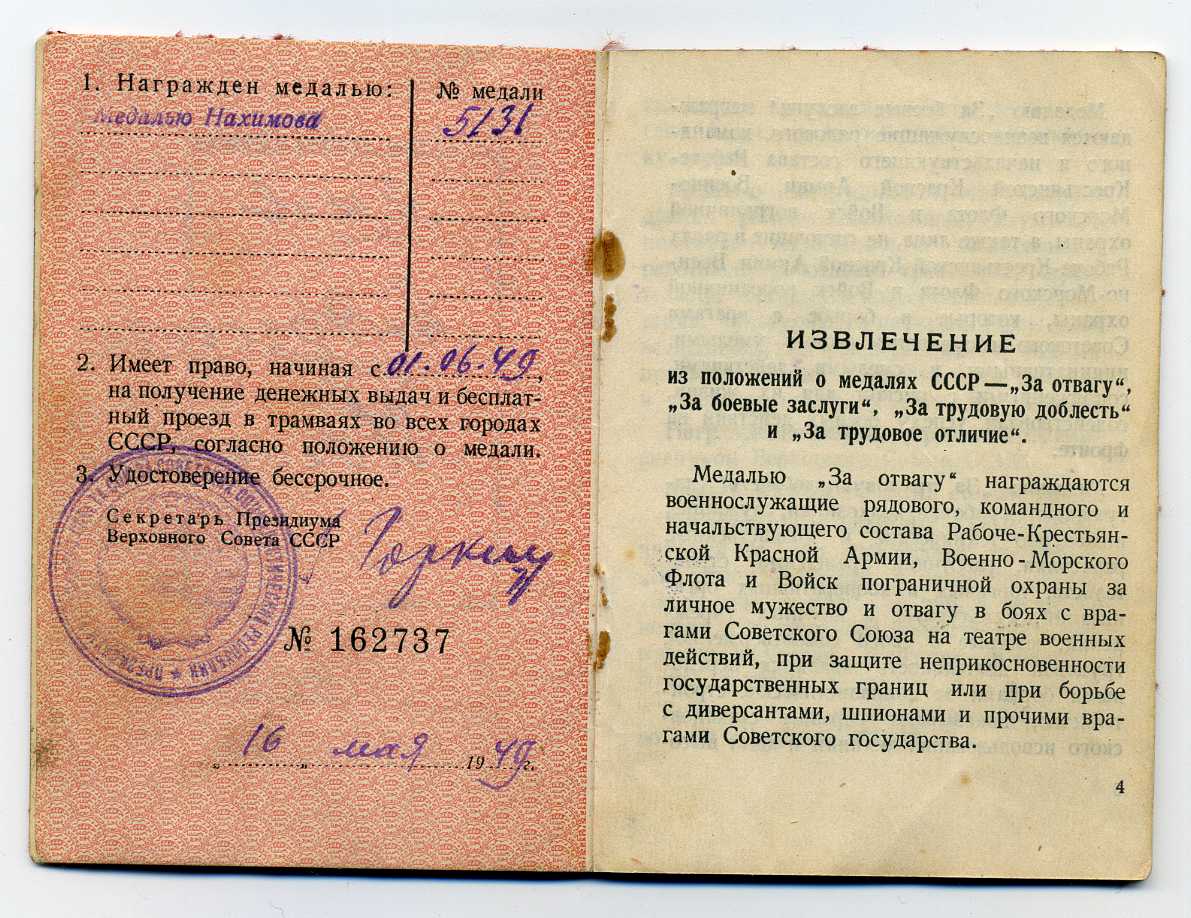 1. Награжден медалью:
№ медали
Медалью Нахимова
5131
2. Имеет право, начиная с 01.06.49,
на получение денежных выдач и бесплат-
ный проезд в трамваях во всех городах
СССР, согласно положению о медали.
3. Удостоверение бессрочное.
Секретарь Президиума
Верховного Совета СССР
Горкин
№ 162737
„ 16 „ мая 1949 г.
ИЗВЛЕЧЕНИЕ
из положений о медалях СССР—„За отвагу“,
„За боевые заслуги“, „За трудовую доблесть“
и „За трудовое отличие“.
Медалью „За отвагу“ награждаются
военнослужащие рядового, командного и
начальствующего состава Рабоче-Крестьян-
ской Красной Армии, Военно-Морского
Флота и Войск пограничной охраны за
личное мужество и отвагу в боях с вра-
гами Советского Союза на театре военных
действий, при защите неприкосновенности
государственных границ или при борьбе
с диверсантами, шпионами и прочими вра-
гами Советского государства.
4